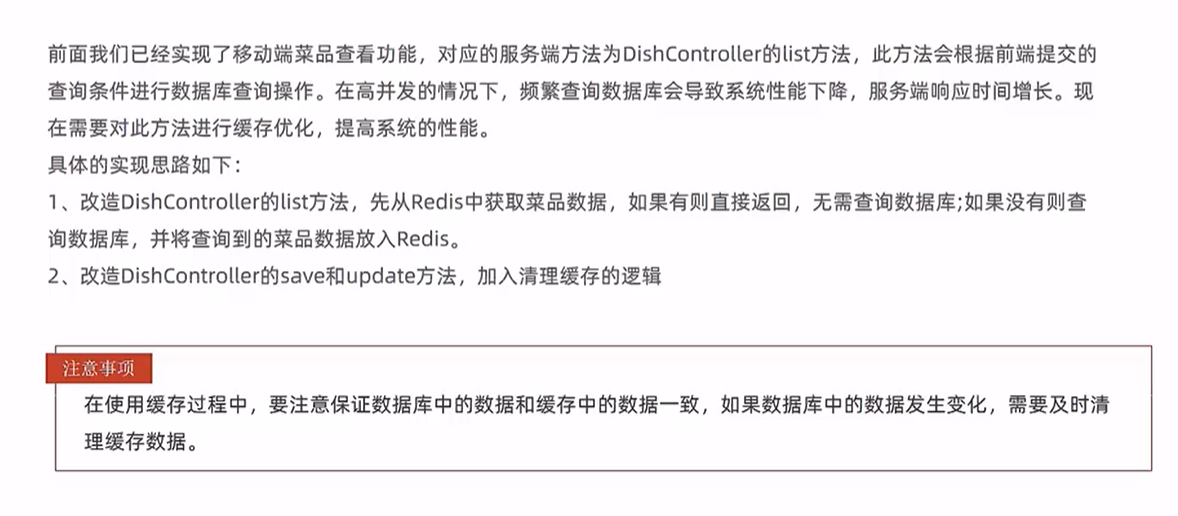 前面我们已经实现了移动端菜品查看功能，对应的服务端方法为DishController的list方法，此方法会根据前端提交的
查询条件进行数据库查询操作。在高并发的情况下，频繁查询数据库会导致系统性能下降，服务端响应时间增长。现
在需要对此方法进行缓存优化，提高系统的性能。
具体的实现思路如下：
1、改造DishController的list方法，先从Redis中获取菜品数据，如果有则直接返回，无需查询数据库;如果没有则查
询数据库，并将查询到的菜品数据放入Redis。
2、改造DishController的save和update方法，加入清理缓存的逻辑
注意事项
在使用缓存过程中，要注意保证数据库中的数据和缓存中的数据一致，如果数据库中的数据发生变化，需要及时清
理缓存数据。